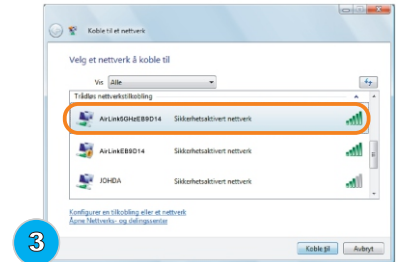 Koble til et nettverk
Velg et nettverk å koble til
Vis Alle
Trådløs nettverkstilkobling
AirLink5GHzEB9D14 Sikkerhetsaktivert nettverk
AirLinkEB9D14 Sikkerhetsaktivert nettverk
JOHDA Sikkerhetsaktivert nettverk
Konfigurer en tilkobling eller et nettverk
Åpne Nettverks- og delingssenter
3
Koble til Avbryt